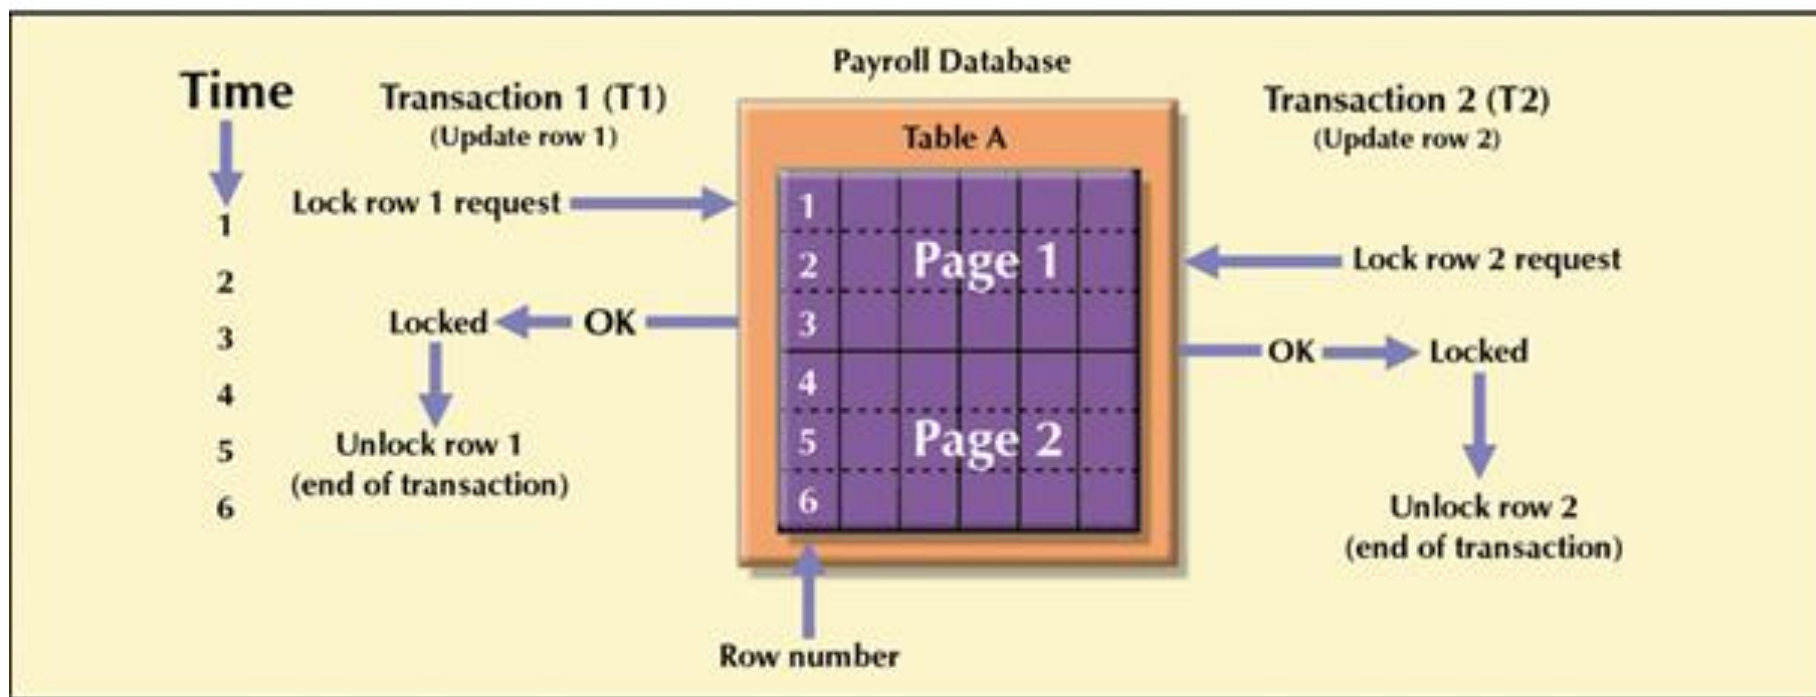 Payroll Database
Time
Transaction 1 (T1)
(Update row 1)
Table A
Transaction 2 (T2)
(Update row 2)
Lock row 1 request
1
2
3
4
5
6
Page 1
Page 2
1
2
3
4
5
6
Lock row 2 request
Locked
OK
OK
Locked
Unlock row 1
(end of transaction)
Unlock row 2
(end of transaction)
Row number